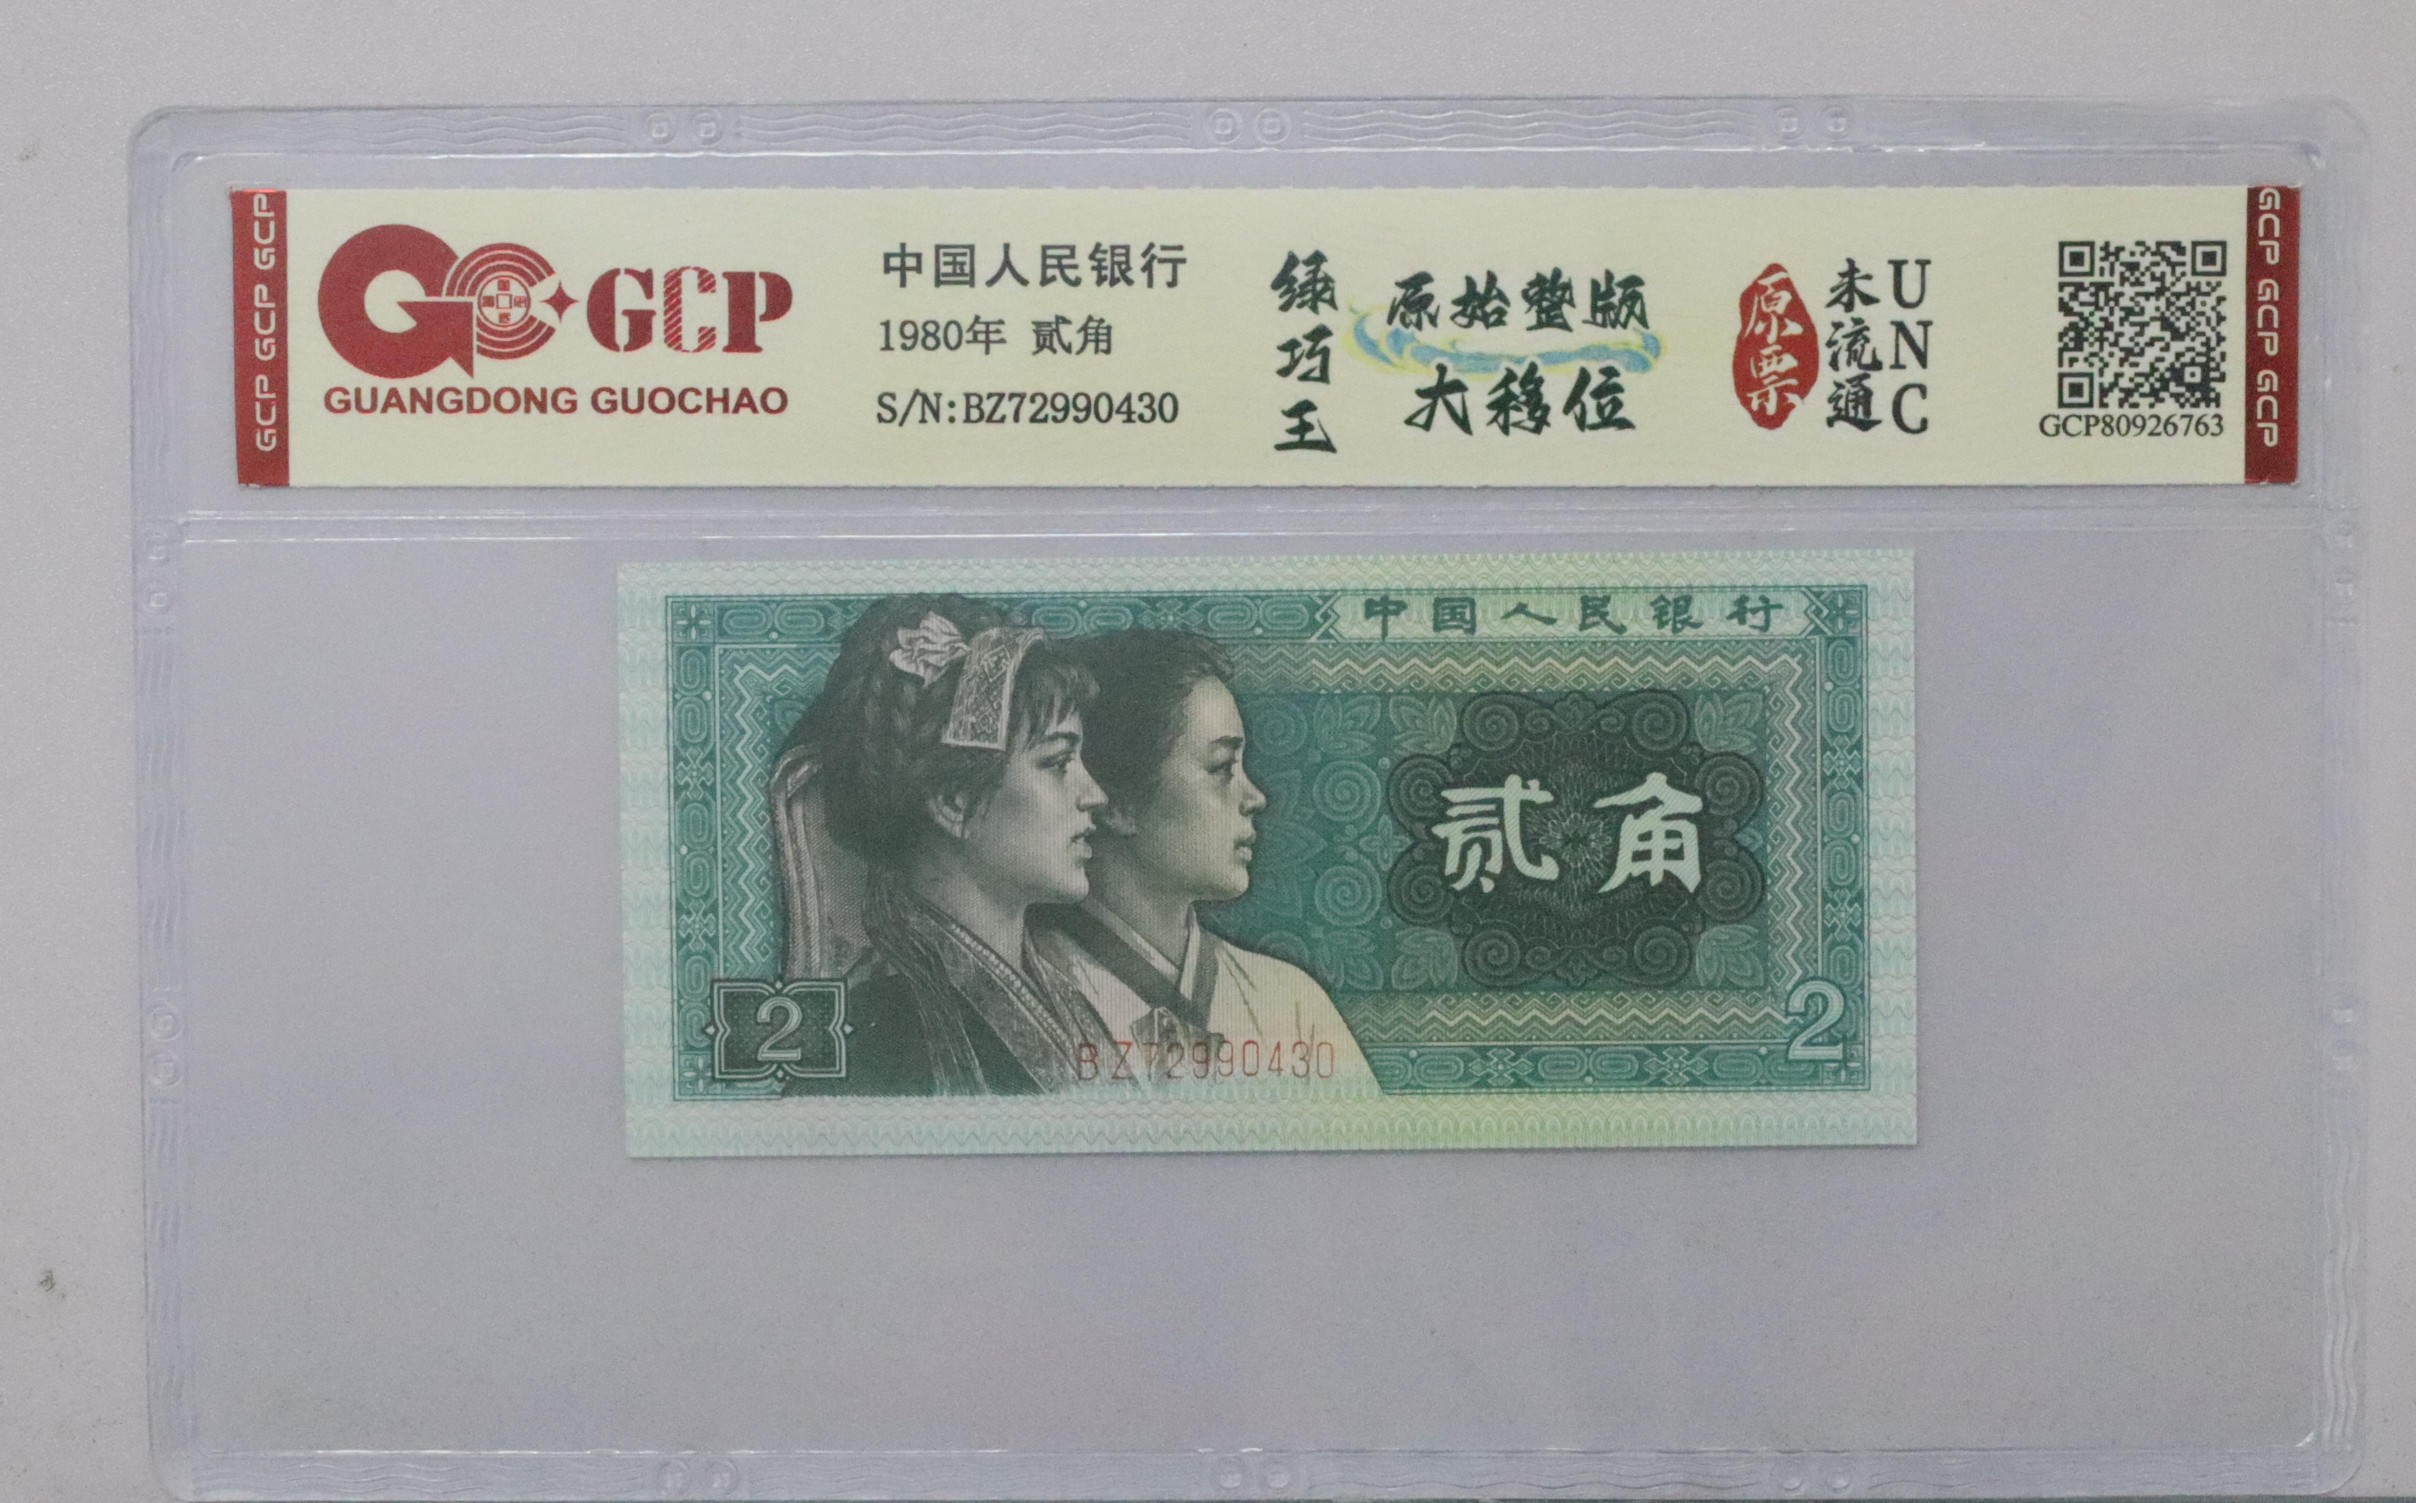 GCP GCP GCP
GCP
GUANGDONG GUOCHAO
中国人民银行
1980年 贰角
S/N:BZ72990430
绿巧王
原始整版
大移位
原票
未流通
UNC
GCP80926763
GCP GCP GCP
中国人民银行
贰角
2
BZ72990430
2